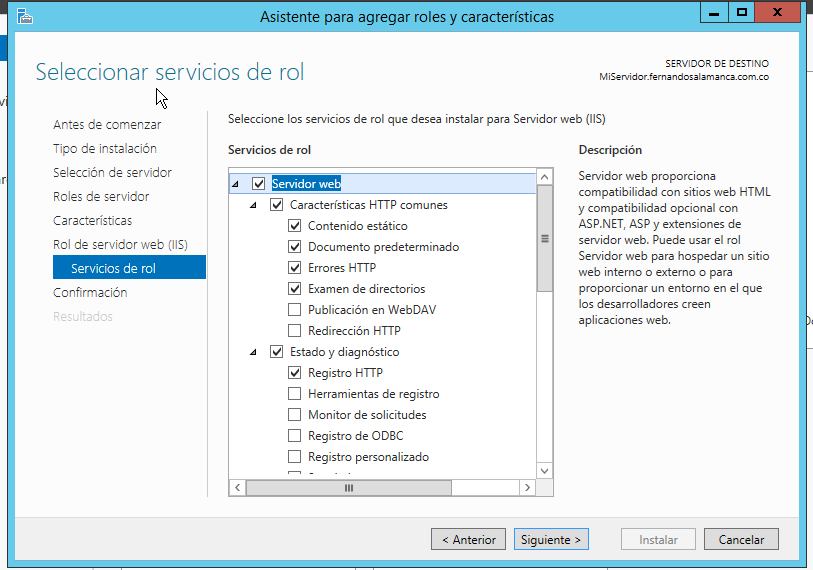 Asistente para agregar roles y características
Seleccionar servicios de rol
SERVIDOR DE DESTINO
MiServidor.fernandosalamanca.com.co
Antes de comenzar
Tipo de instalación
Selección de servidor
Roles de servidor
Características
Rol de servidor web (IIS)
Servicios de rol
Confirmación
Resultados
Seleccione los servicios de rol que desea instalar para Servidor web (IIS)
Servicios de rol
Servidor web
Características HTTP comunes
Contenido estático
Documento predeterminado
Errores HTTP
Examen de directorios
Publicación en WebDAV
Redirección HTTP
Estado y diagnóstico
Registro HTTP
Herramientas de registro
Monitor de solicitudes
Registro de ODBC
Registro personalizado
Descripción
Servidor web proporciona
compatibilidad con sitios web HTML
y compatibilidad opcional con
ASP.NET, ASP y extensiones de
servidor web. Puede usar el rol
Servidor web para hospedar un sitio
web interno o externo o para
proporcionar un entorno en el que
los desarrolladores creen
aplicaciones web.
< Anterior
Siguiente >
Instalar
Cancelar